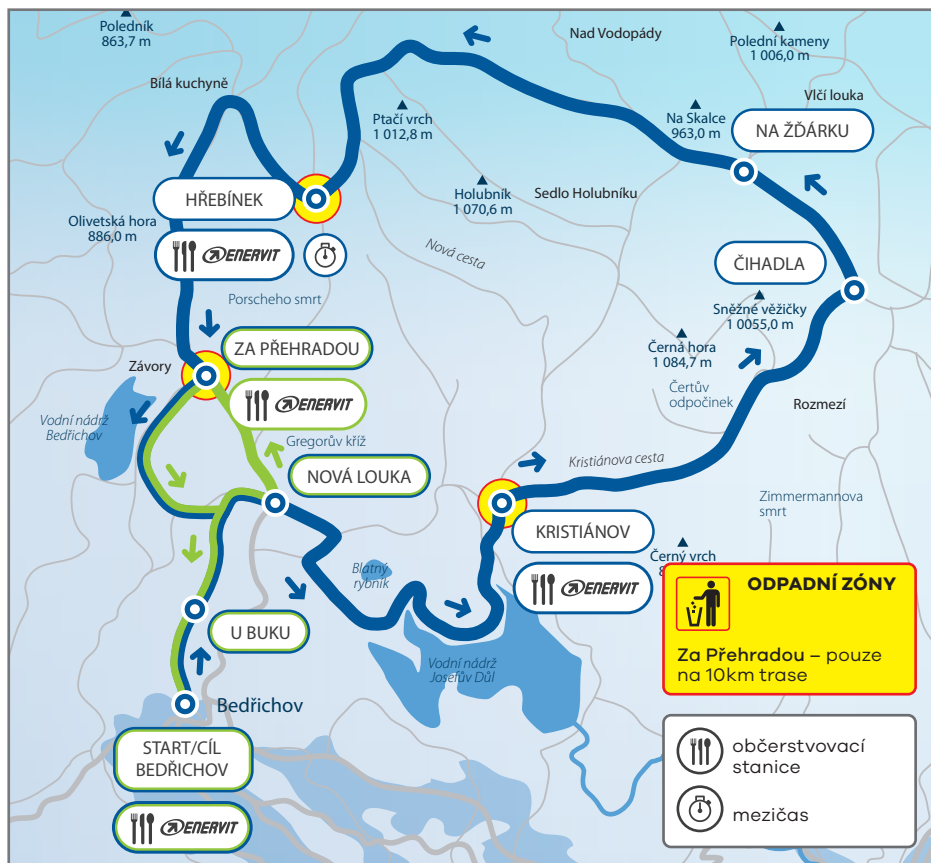 Poledník
863,7 m
Nad Vodopády
Polední kameny
1 006,0 m
Bílá kuchyně
Vlčí louka
Ptačí vrch
1 012,8 m
Na Skalce
963,0 m
NA ŽĎÁRKU
HŘEBÍNEK
Holubník
1 070,6 m
Sedlo Holubníku
Olivetská hora
886,0 m
ENERVIT
Nová cesta
ČIHADLA
Porscheho smrt
Sněžné věžičky
1 0055,0 m
ZA PŘEHRADOU
Černá hora
1 084,7 m
Závory
Čertův
odpočinek
ENERVIT
Rozmezí
Vodní nádrž
Bedřichov
Gregorův kříž
Kristiánova cesta
NOVÁ LOUKA
Zimmermannova
smrt
KRISTIÁNOV
Černý vrch
8
Blatný
rybník
ENERVIT
ODPADNÍ ZÓNY
Za Přehradou – pouze
na 10km trase
U BUKU
Vodní nádrž
Josefův Důl
Bedřichov
START/CÍL
BEDŘICHOV
ENERVIT
občerstvovací
stanice
mezičas